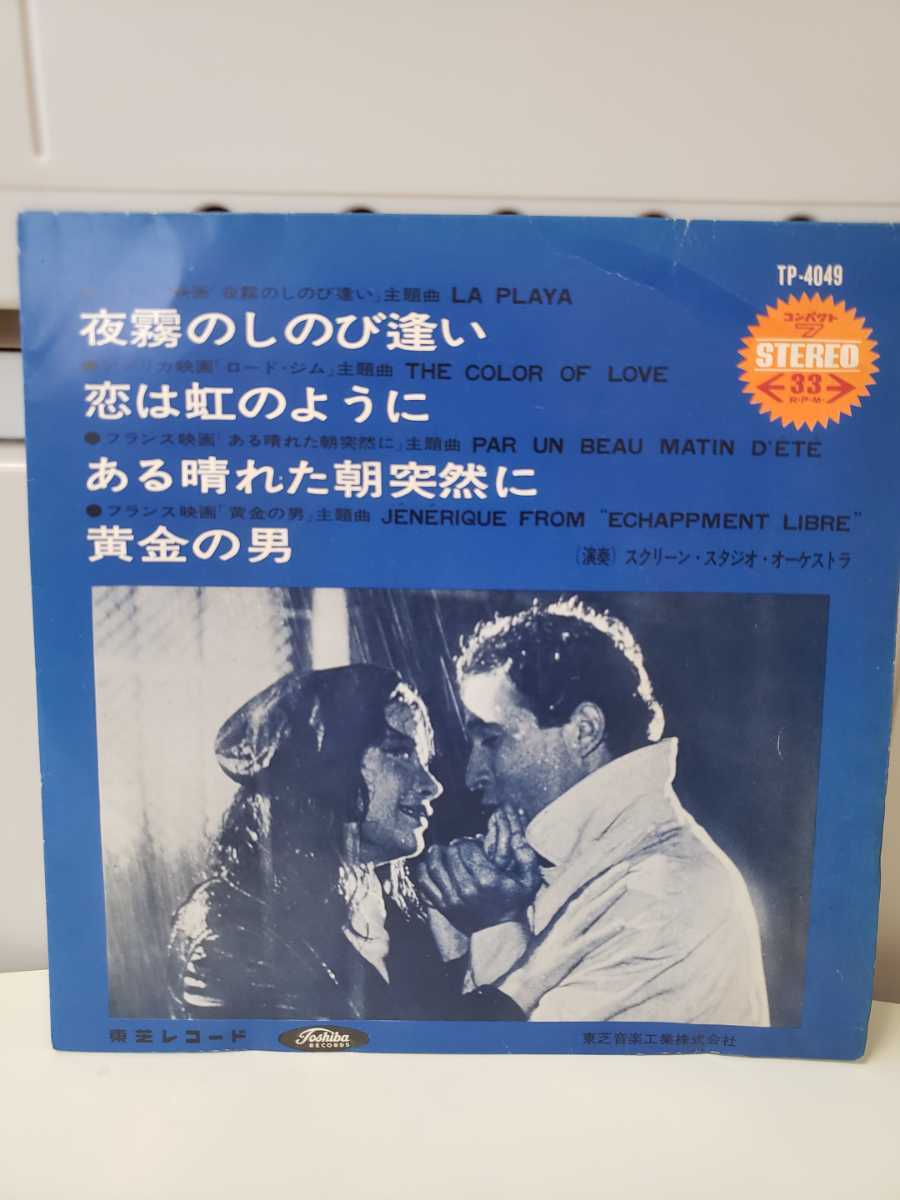 TP-4049
コンパクト
7
STEREO
33
R・P・M・
映画「夜霧のしのび逢い」主題曲 LA PLAYA
夜霧のしのび逢い
●アメリカ映画「ロード・ジム」主題曲 THE COLOR OF LOVE
恋は虹のように
●フランス映画「ある晴れた朝突然に」主題曲 PAR UN BEAU MATIN D'ÉTÉ
ある晴れた朝突然に
●フランス映画「黄金の男」主題曲 JENERIQUE FROM "ECHAPPMENT LIBRE"
黄金の男
(演奏) スクリーン・スタジオ・オーケストラ
東芝レコード
Toshiba
RECORDS
東芝音楽工業株式会社